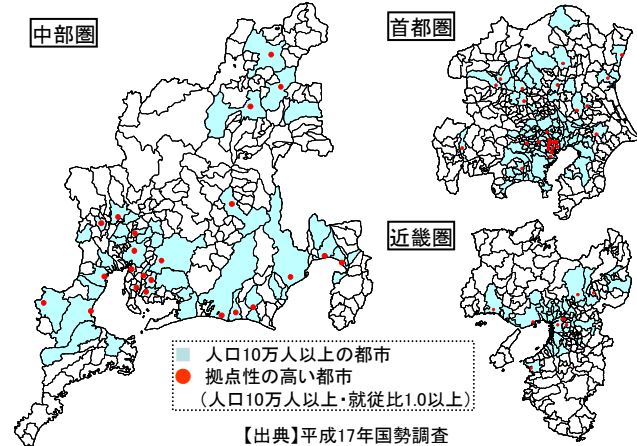 中部圏
首都圏
近畿圏
人口10万人以上の都市
拠点性の高い都市
(人口10万人以上・就従比1.0以上)
【出典】平成17年国勢調査